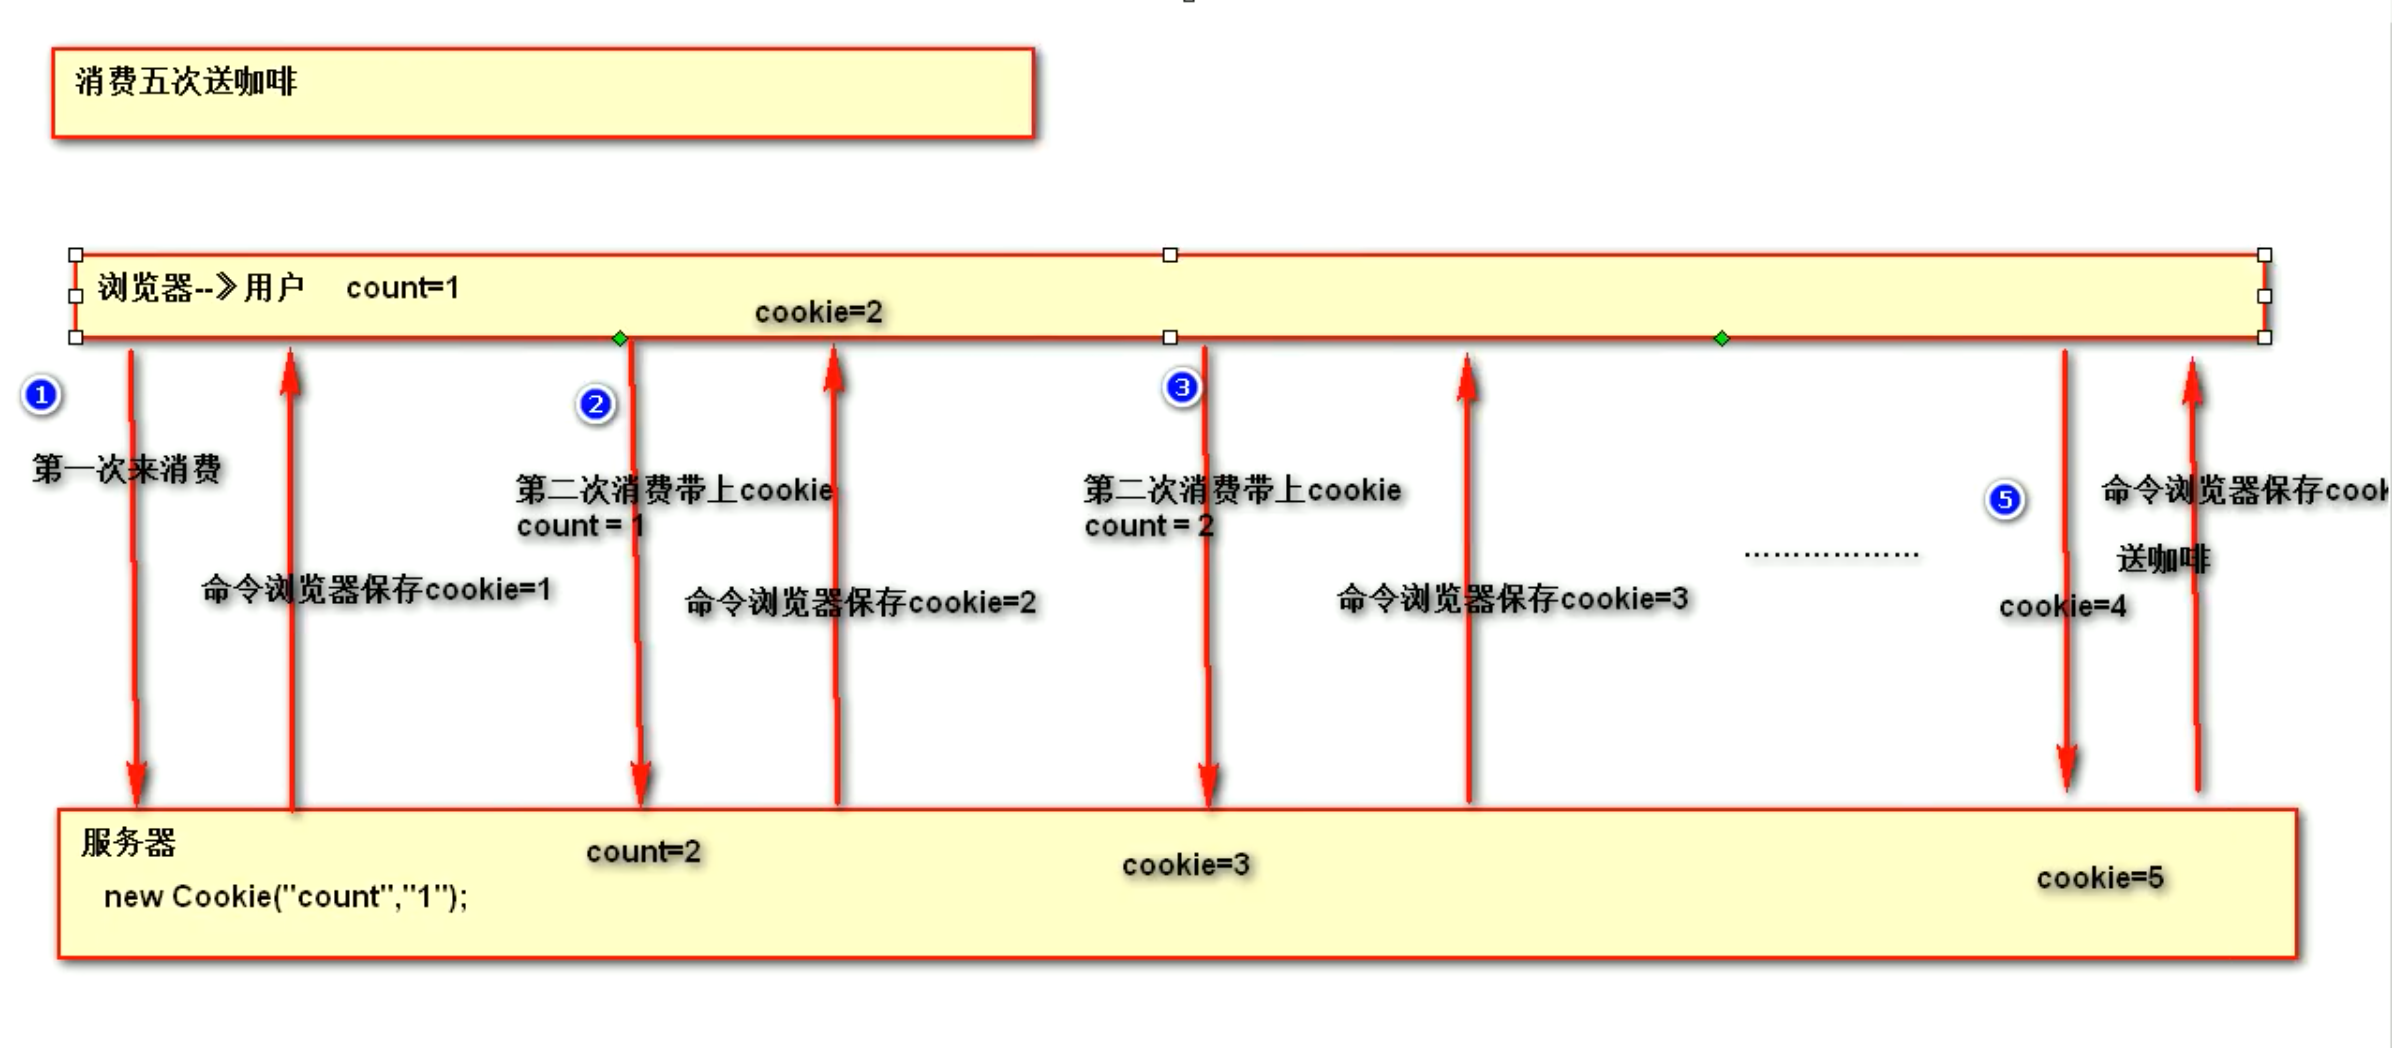 消费五次送咖啡
浏览器--》用户 count=1
cookie=2
1
2
3
第一次来消费
第二次消费带上cookie
count = 1
第二次消费带上cookie
count = 2
5
命令浏览器保存cook
送咖啡
命令浏览器保存cookie=1
命令浏览器保存cookie=2
命令浏览器保存cookie=3
..................
cookie=4
服务器
new Cookie("count","1");
count=2
cookie=3
cookie=5